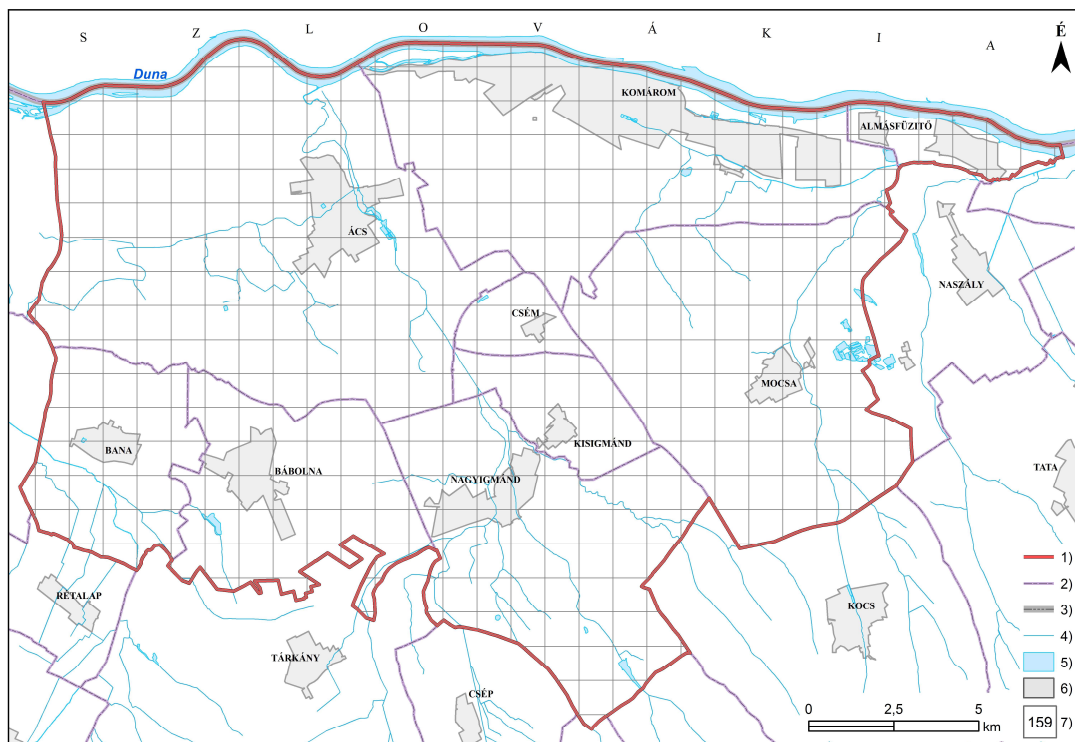 S Z L O V Á K I A
É
Duna
KOMÁROM
ALMÁSFÜZITŐ
ÁCS
NASZÁLY
CSÉM
MOCSA
KISIGMÁND
BANA
BÁBOLNA
NAGYIGMÁND
TATA
RÉTALAP
KOCS
TÁRKÁNY
CSÉP
1)
2)
3)
4)
5)
6)
159 7)
0 2,5 5
km